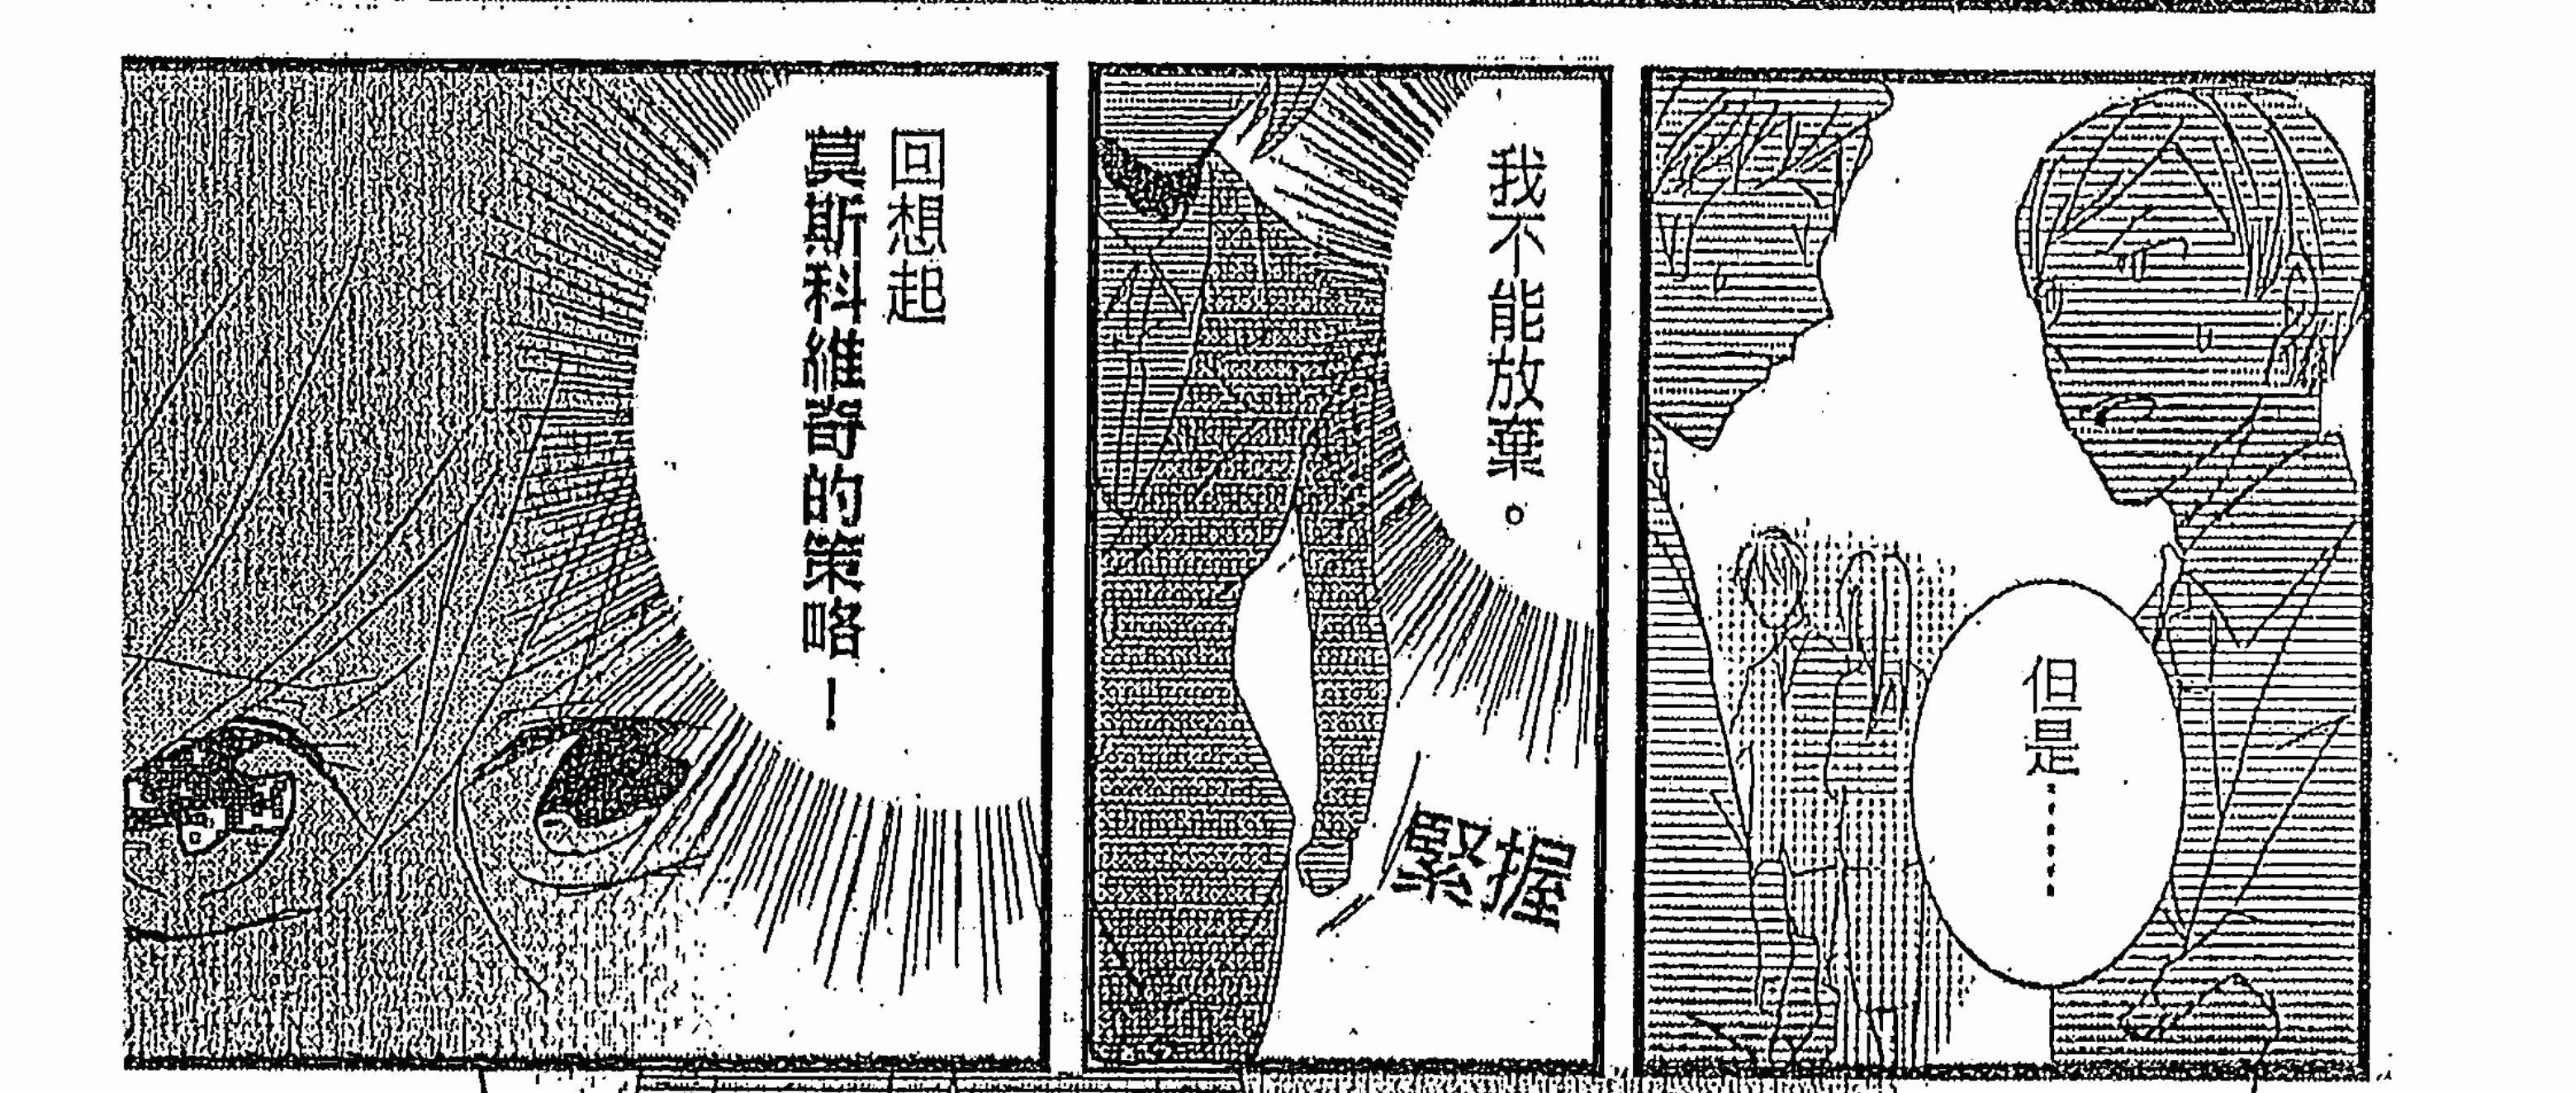 但是………
我不能放棄。
緊握
回想起
莫斯科維奇的策略—